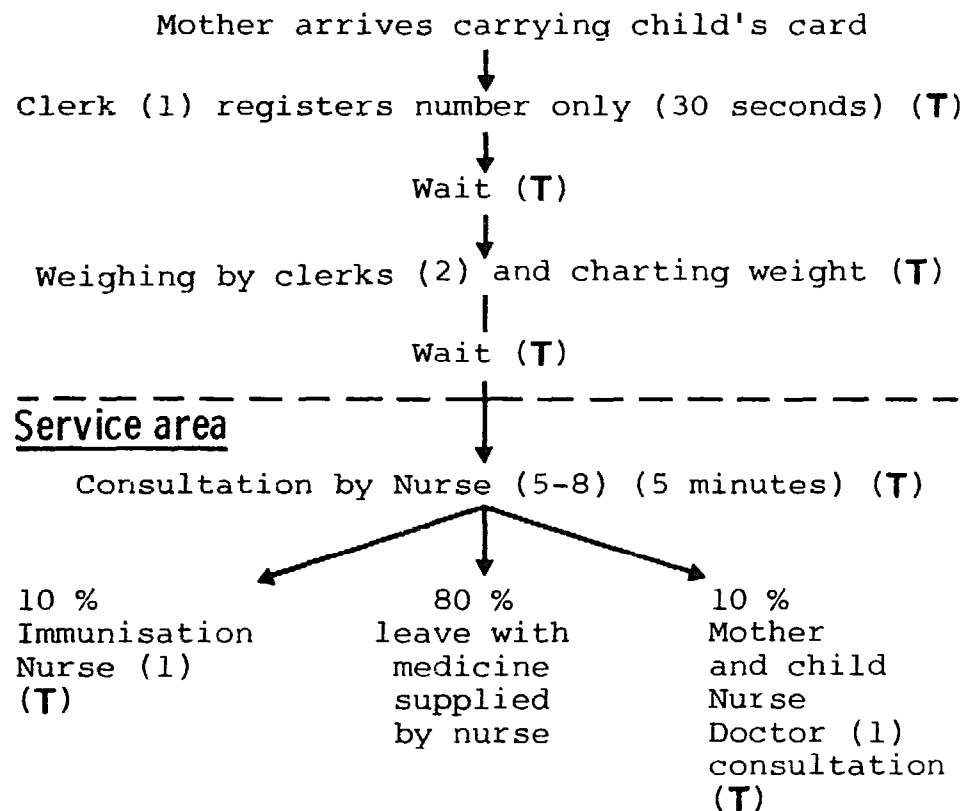 Mother arrives carrying child's card
Clerk (1) registers number only (30 seconds) (T)
Wait (T)
Weighing by clerks (2) and charting weight (T)
Wait (T)
Service area
Consultation by Nurse (5-8) (5 minutes) (T)
10 %
Immunisation
Nurse (1)
(T)
80 %
leave with
medicine
supplied
by nurse
10 %
Mother
and child
Nurse
Doctor (1)
consultation
(T)